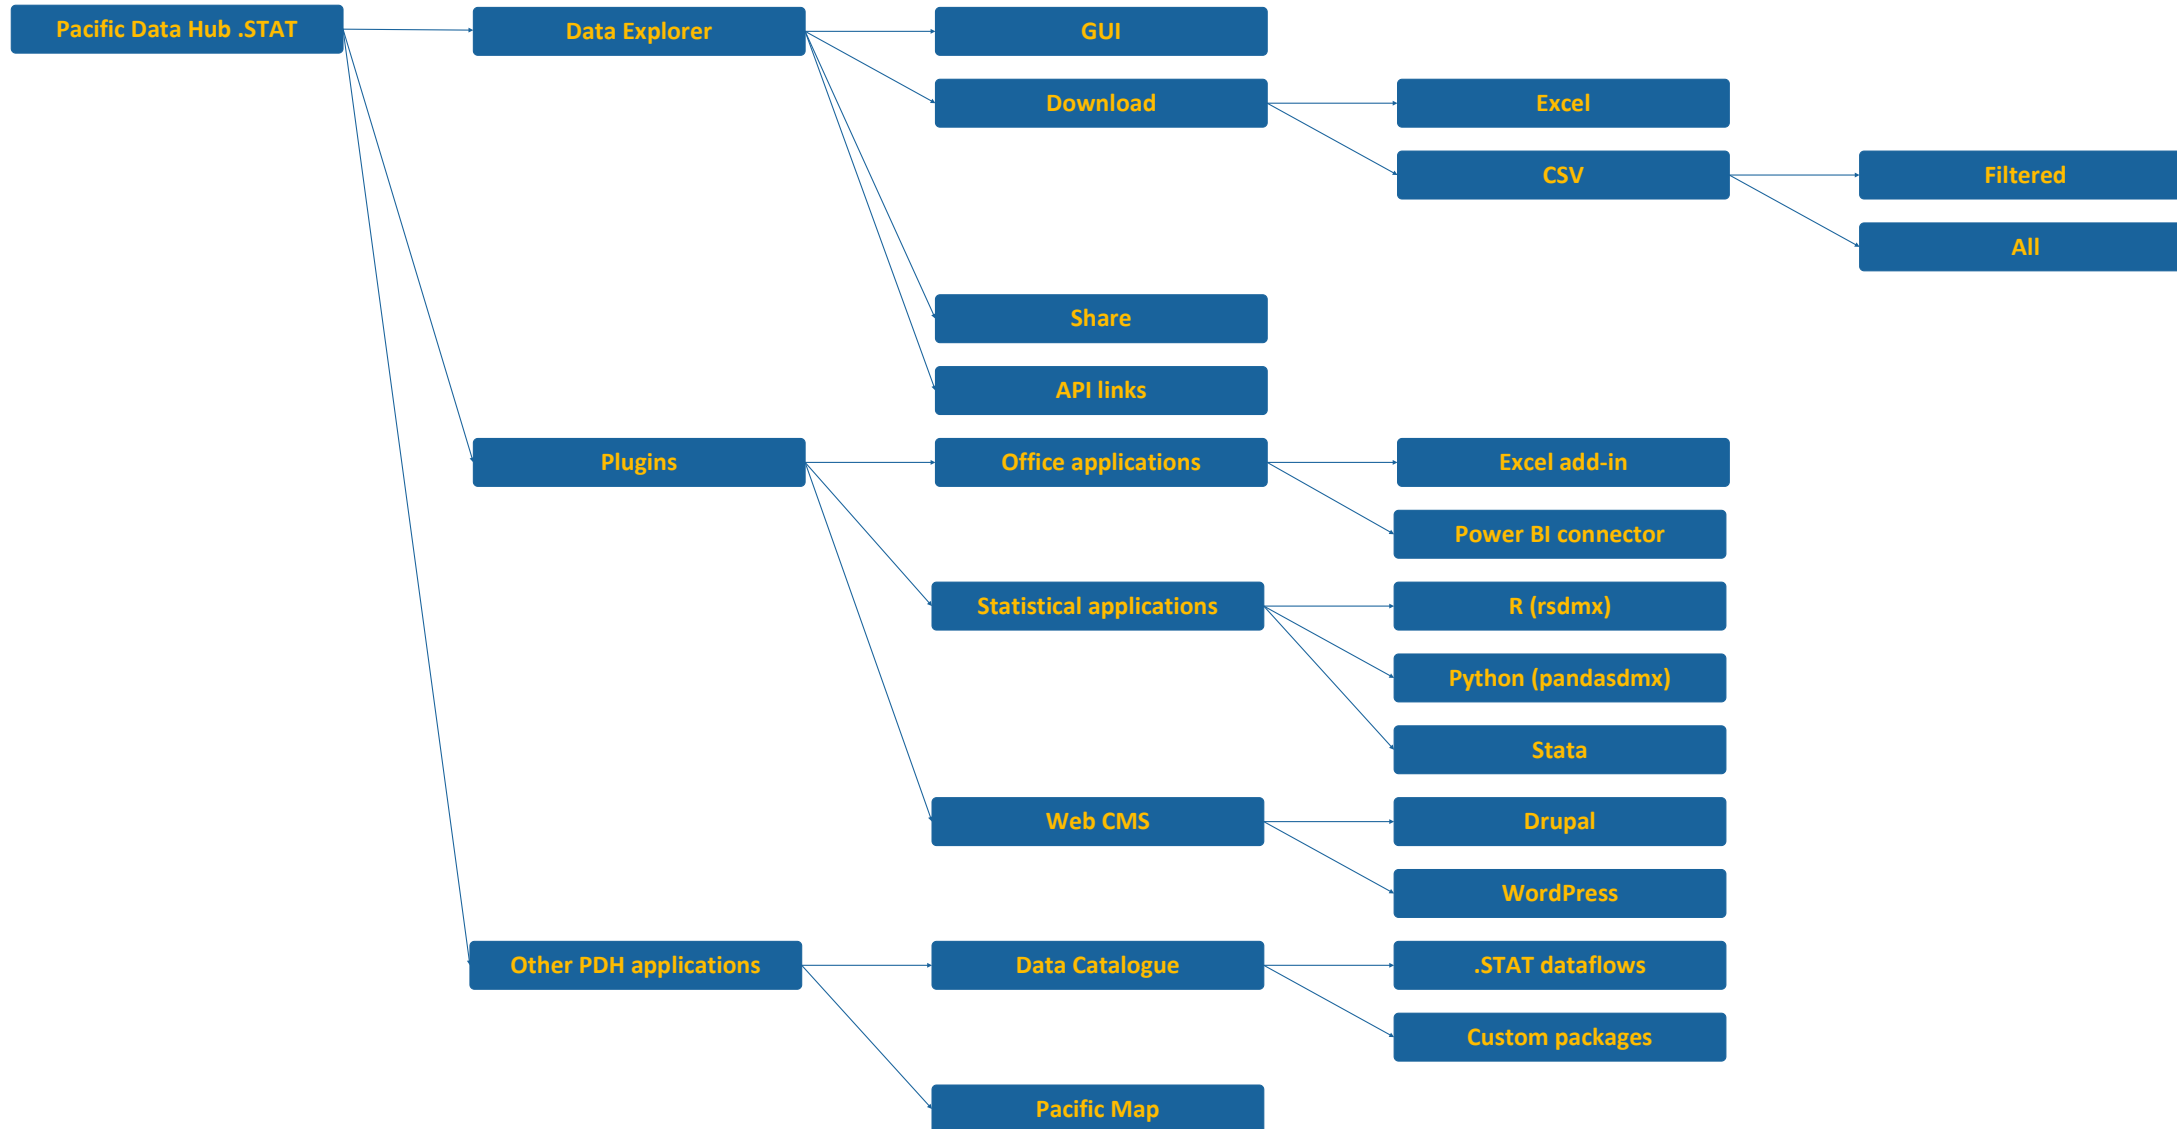 Pacific Data Hub .STAT
Data Explorer
GUI
Download
Excel
CSV
Filtered
All
Share
API links
Plugins
Office applications
Excel add-in
Power BI connector
Statistical applications
R (rsdmx)
Python (pandasdmx)
Stata
Web CMS
Drupal
WordPress
Other PDH applications
Data Catalogue
.STAT dataflows
Custom packages
Pacific Map